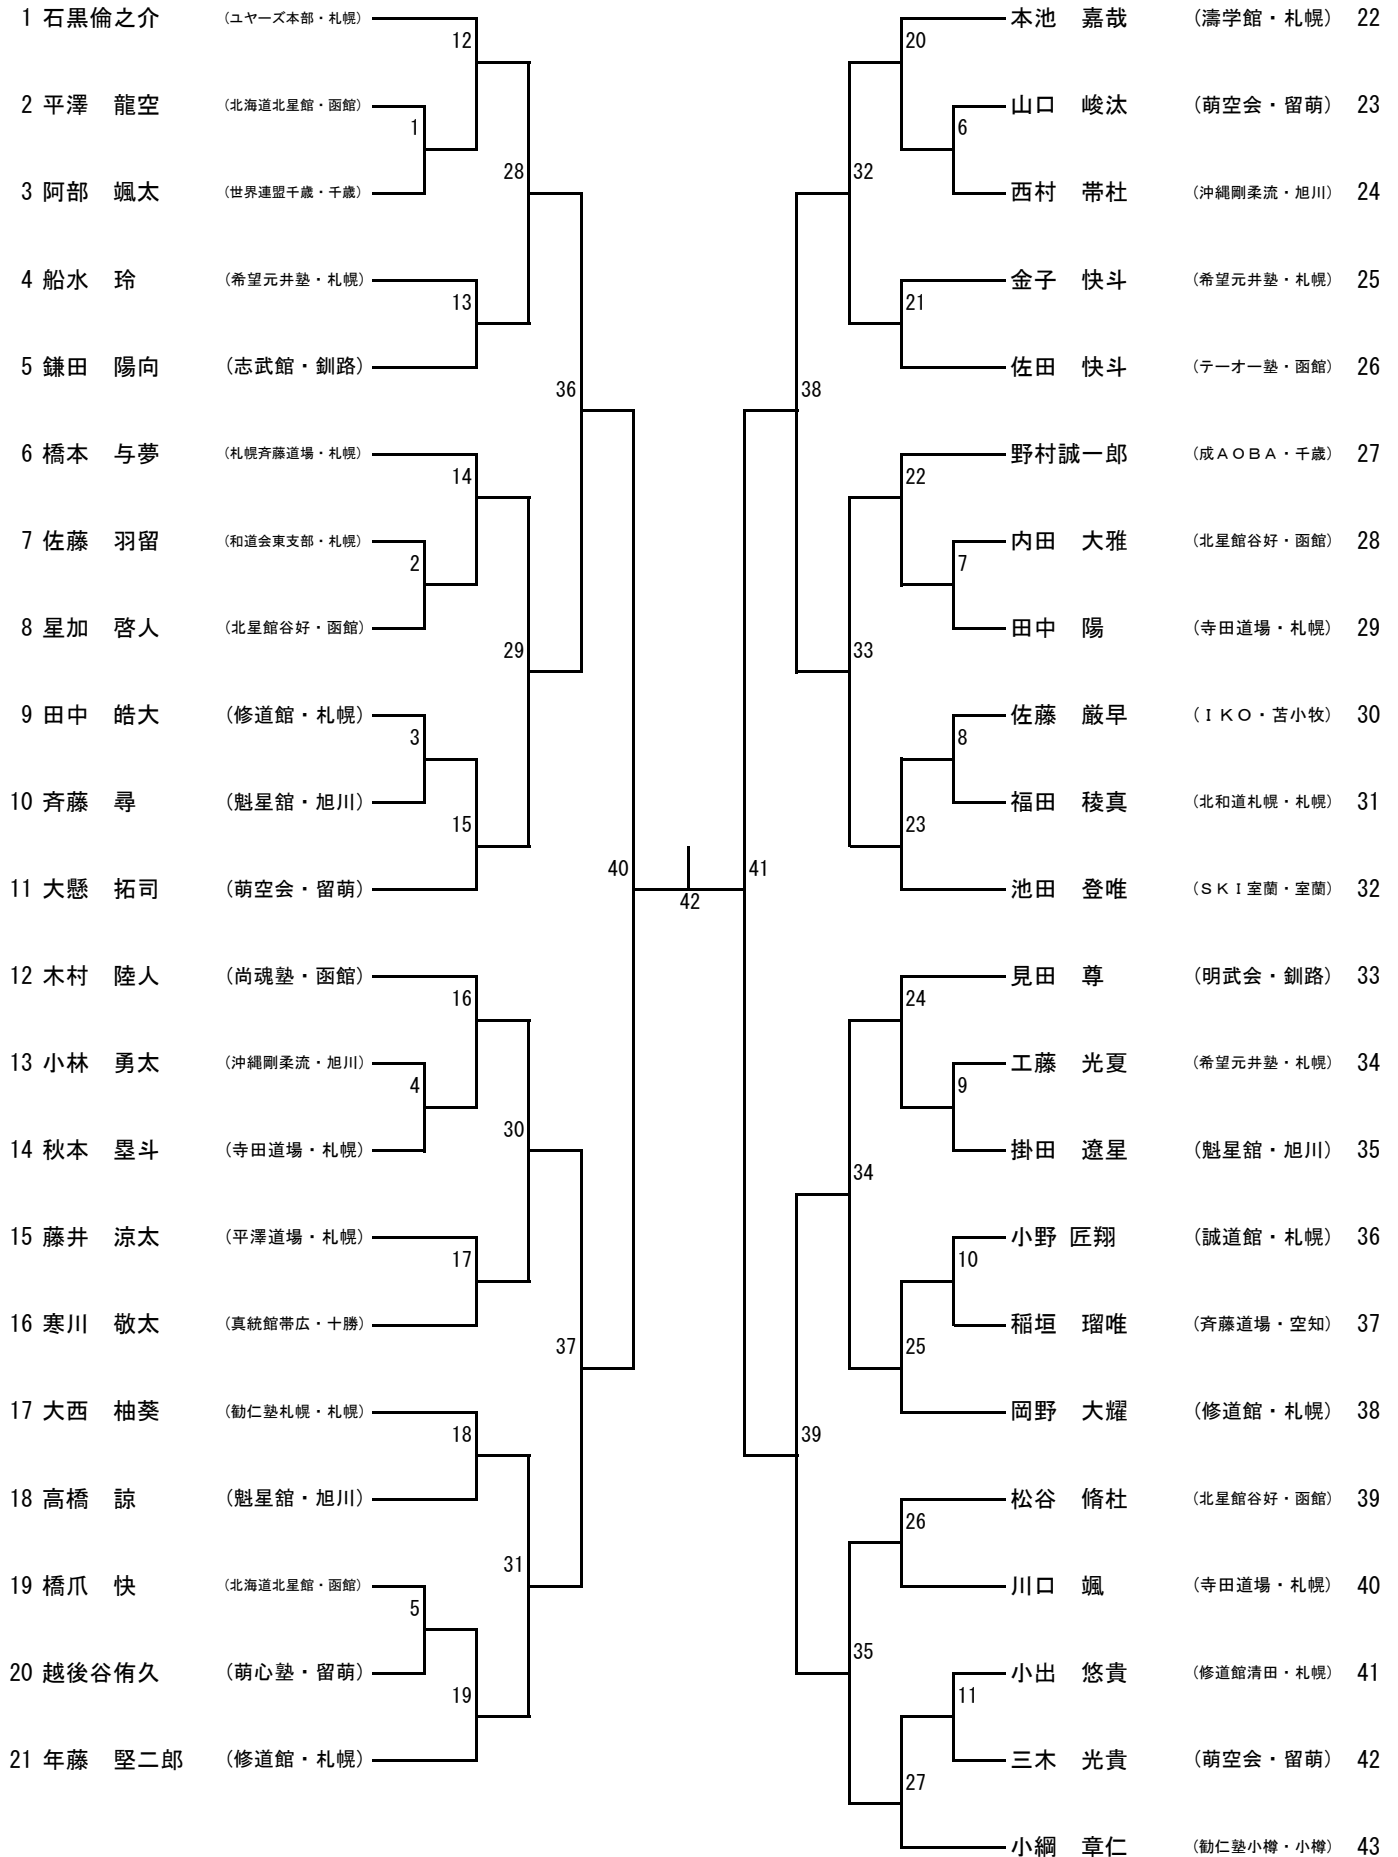 1 石黒倫之介 (ユヤーズ本部・札幌)
12
2 平澤 龍空 (北海道北星館・函館)
1
3 阿部 颯太 (世界連盟千歳・千歳)
28
4 船水 玲 (希望元井塾・札幌)
13
5 鎌田 陽向 (志武館・釧路)
36
6 橋本 与夢 (札幌斉藤道場・札幌)
14
7 佐藤 羽留 (和道会東支部・札幌)
2
8 星加 啓人 (北星館谷好・函館)
29
9 田中 皓大 (修道館・札幌)
3
10 斉藤 尋 (魁星舘・旭川)
15
11 大懸 拓司 (萌空会・留萌)
40
12 木村 陸人 (尚魂塾・函館)
16
13 小林 勇太 (沖縄剛柔流・旭川)
4
14 秋本 塁斗 (寺田道場・札幌)
30
15 藤井 涼太 (平澤道場・札幌)
17
16 寒川 敬太 (真統館帯広・十勝)
37
17 大西 柚葵 (勧仁塾札幌・札幌)
18
18 高橋 諒 (魁星舘・旭川)
31
19 橋爪 快 (北海道北星館・函館)
5
20 越後谷侑久 (萌心塾・留萌)
19
21 年藤 堅二郎 (修道館・札幌)
42
本池 嘉哉 (濤学館・札幌) 22
20
山口 峻汰 (萌空会・留萌) 23
6
西村 帯杜 (沖縄剛柔流・旭川) 24
32
金子 快斗 (希望元井塾・札幌) 25
21
佐田 快斗 (テーオー塾・函館) 26
38
野村誠一郎 (成AOBA・千歳) 27
22
内田 大雅 (北星館谷好・函館) 28
7
田中 陽 (寺田道場・札幌) 29
33
佐藤 厳早 (IKO・苫小牧) 30
8
福田 稜真 (北和道札幌・札幌) 31
23
池田 登唯 (SKI室蘭・室蘭) 32
41
見田 尊 (明武会・釧路) 33
24
工藤 光夏 (希望元井塾・札幌) 34
9
掛田 遼星 (魁星舘・旭川) 35
34
小野 匠翔 (誠道館・札幌) 36
10
稲垣 瑠唯 (斉藤道場・空知) 37
25
岡野 大耀 (修道館・札幌) 38
39
松谷 脩杜 (北星館谷好・函館) 39
26
川口 颯 (寺田道場・札幌) 40
35
小出 悠貴 (修道館清田・札幌) 41
11
三木 光貴 (萌空会・留萌) 42
27
小綱 章仁 (勧仁塾小樽・小樽) 43